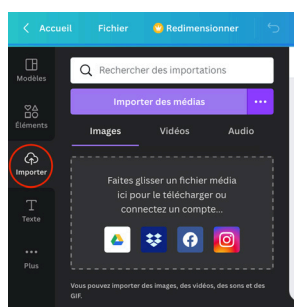 Accueil Fichier Redimensionner
Modèles
Rechercher des importations
Importer des médias
Éléments
Images Vidéos Audio
Importer
Faites glisser un fichier média
ici pour le télécharger ou
connectez un compte...
Texte
Plus
Vous pouvez importer des images, des vidéos, des sons et des
GIF.